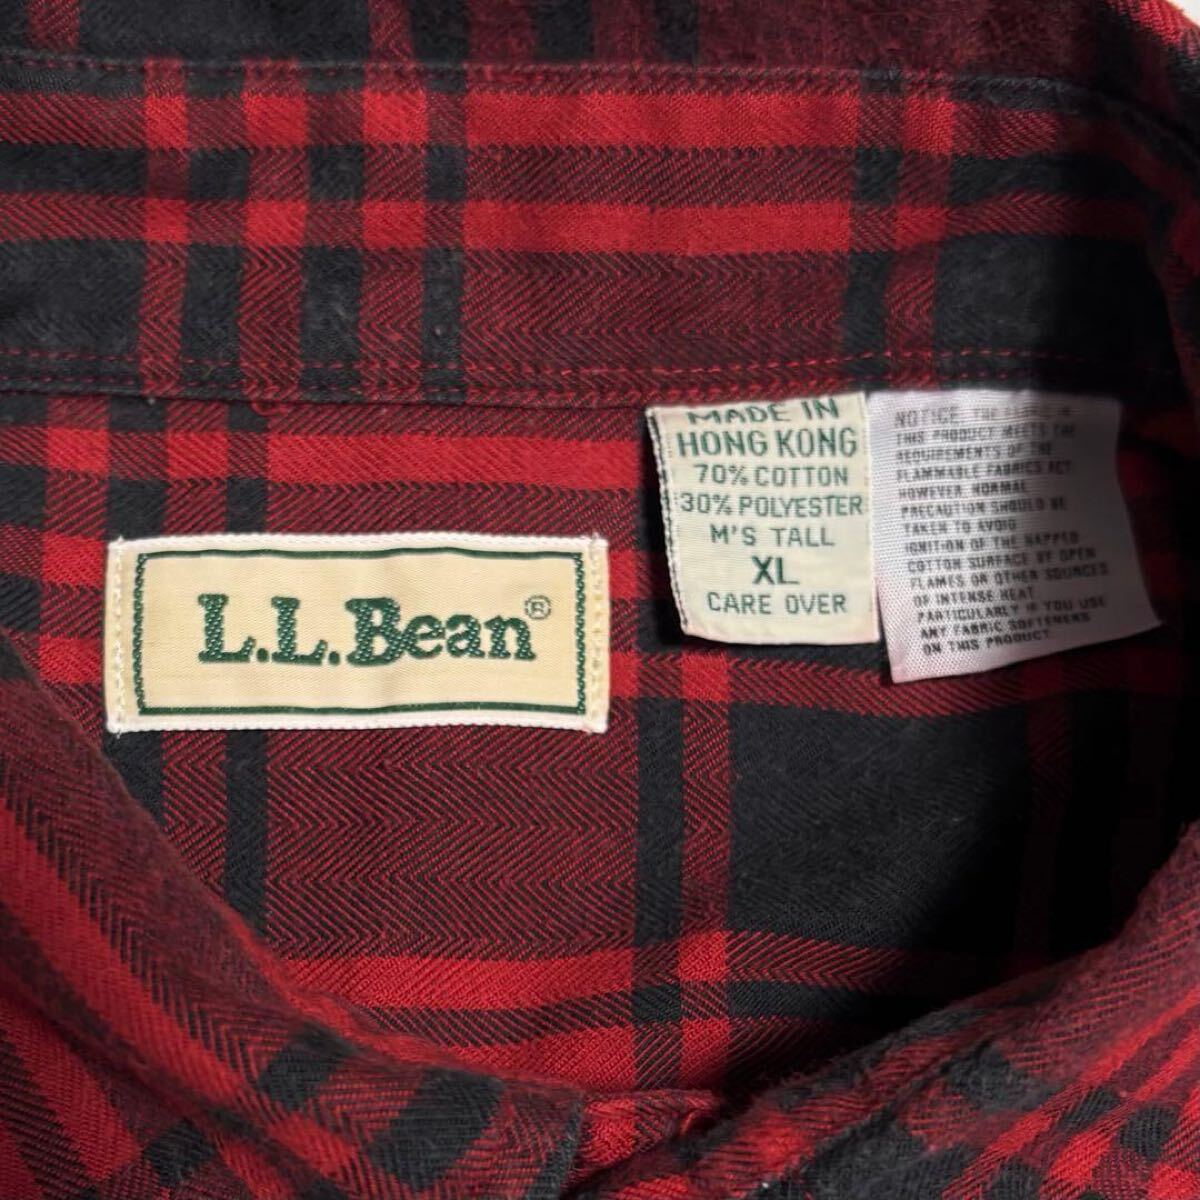 L.L.Bean®
MADE IN
HONG KONG
70% COTTON
30% POLYESTER
M'S TALL
XL
CARE OVER
NOTICE. THE FABRIC IN
THIS PRODUCT MEETS THE
REQUIREMENTS OF THE
FLAMMABLE FABRICS ACT.
HOWEVER, NORMAL
PRECAUTION SHOULD BE
TAKEN TO AVOID
IGNITION OF THE NAPPED
COTTON SURFACE BY OPEN
FLAMES OR OTHER SOURCES
OF INTENSE HEAT,
PARTICULARLY IF YOU USE
ANY FABRIC SOFTENERS
ON THIS PRODUCT.